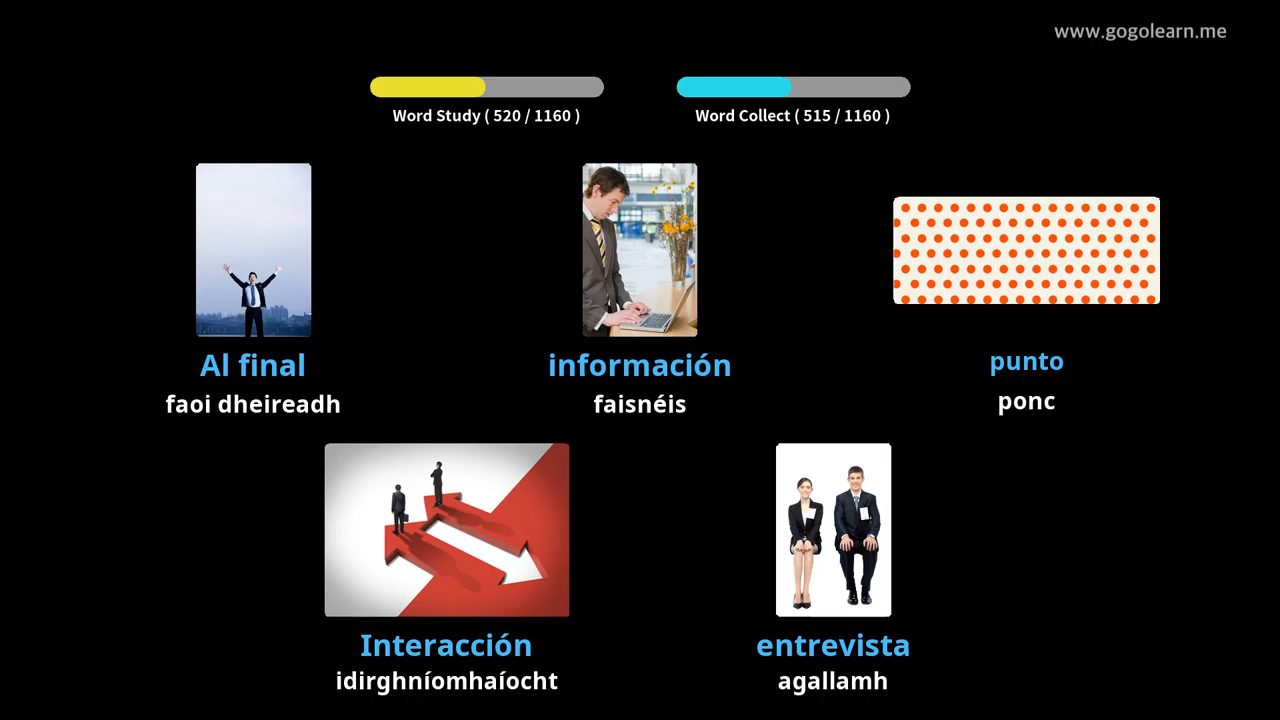 www.gogolearn.me
Word Study ( 520 / 1160 )
Word Collect ( 515 / 1160 )
Al final
faoi dheireadh
información
faisnéis
punto
ponc
Interacción
idirghníomhaíocht
entrevista
agallamh